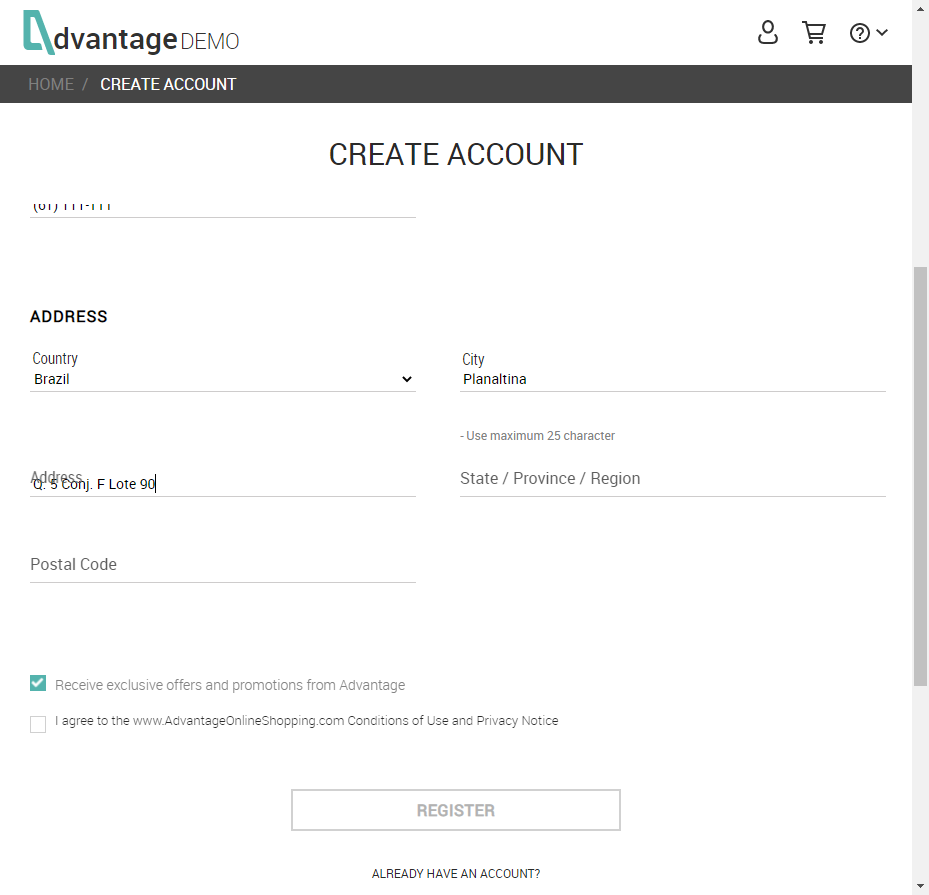 dvantage DEMO
HOME / CREATE ACCOUNT
CREATE ACCOUNT
(61) 111-111
ADDRESS
Country
Brazil
City
Planaltina
- Use maximum 25 character
Address
Q. 5 Conj. F Lote 90
State / Province / Region
Postal Code
Receive exclusive offers and promotions from Advantage
I agree to the www.AdvantageOnlineShopping.com Conditions of Use and Privacy Notice
REGISTER
ALREADY HAVE AN ACCOUNT?